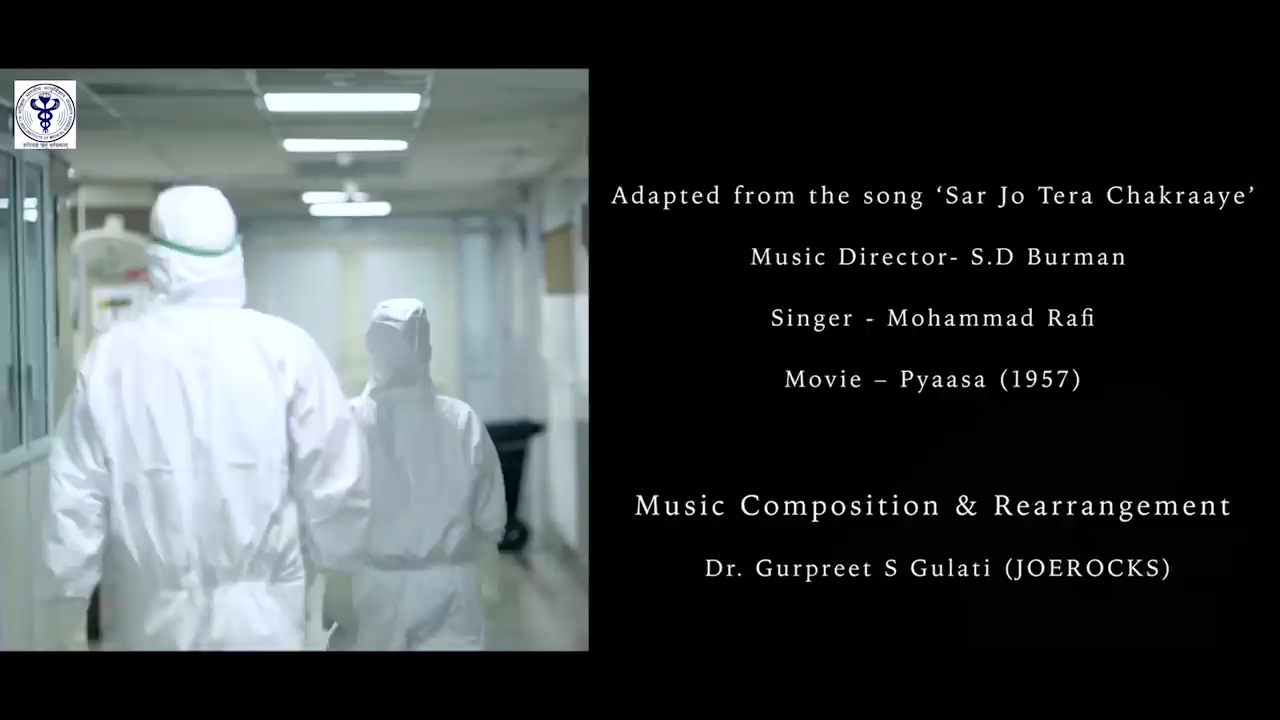 Adapted from the song ‘Sar Jo Tera Chakraaye’
Music Director- S.D Burman
Singer - Mohammad Rafi
Movie – Pyaasa (1957)
Music Composition & Rearrangement
Dr. Gurpreet S Gulati (JOEROCKS)